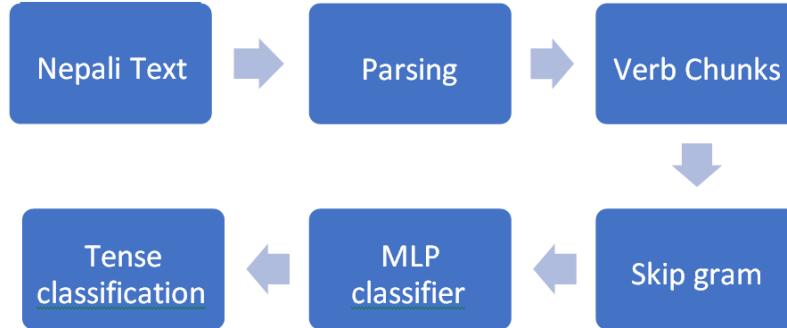 Nepali Text
Parsing
Verb Chunks
Skip gram
MLP
classifier
Tense
classification